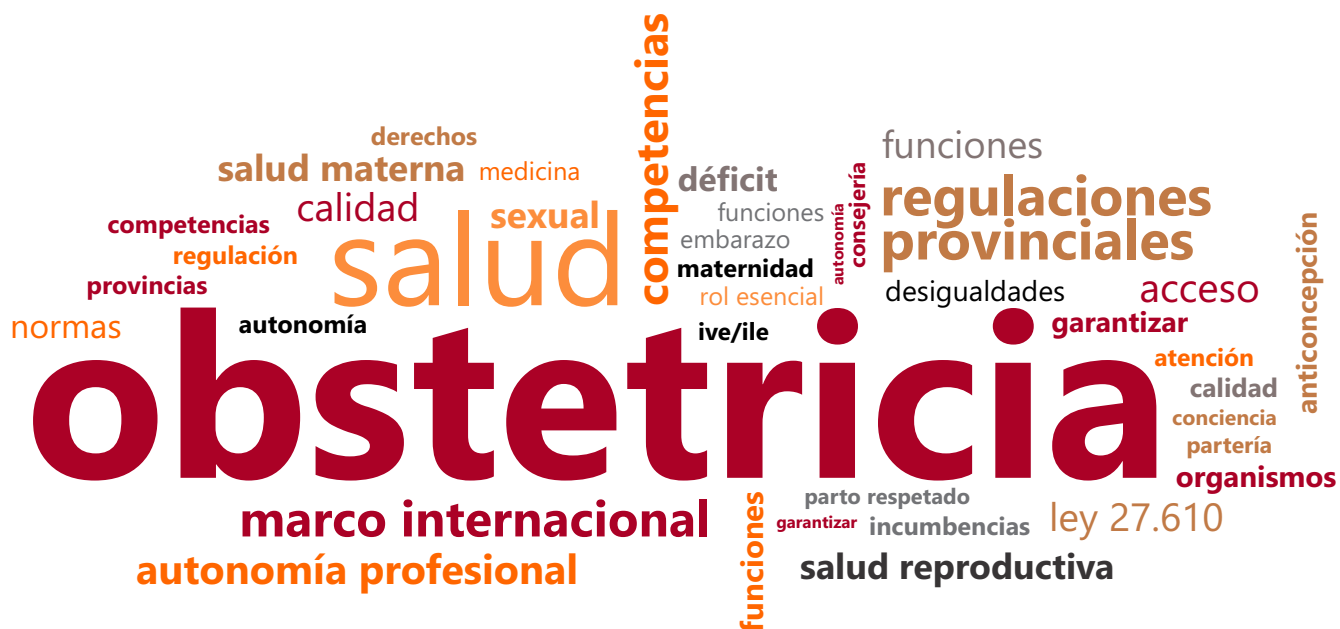 competencias
derechos
salud materna
medicina
calidad
sexual
salud
competencias
regulación
provincias
normas
autonomía
déficit
funciones
embarazo
maternidad
rol esencial
ive/ile
autonomía
consejería
funciones
regulaciones
provinciales
desigualdades
acceso
garantizar
anticoncepción
obstetricia
atención
calidad
conciencia
partería
organismos
marco internacional
autonomía profesional
funciones
parto respetado
garantizar
incumbencias
ley 27.610
salud reproductiva